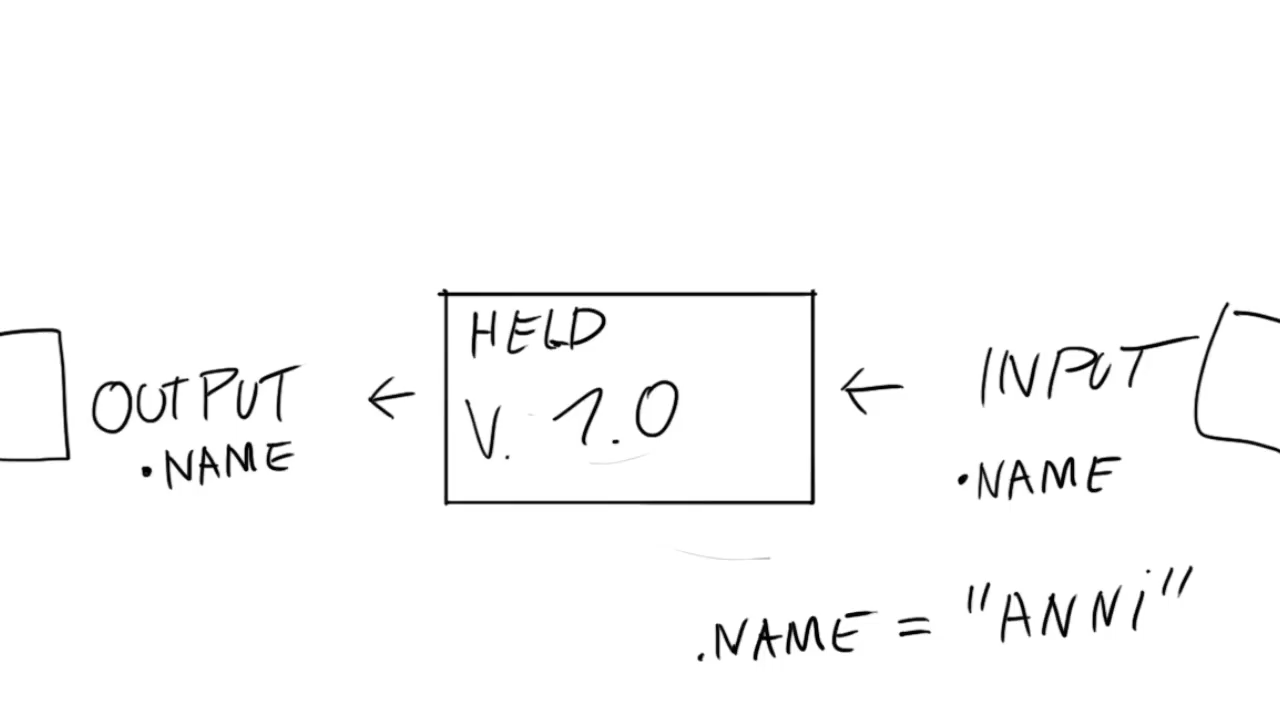 HELD
V. 1.0
OUTPUT
.NAME
INPUT
.NAME
.NAME = "ANNi"